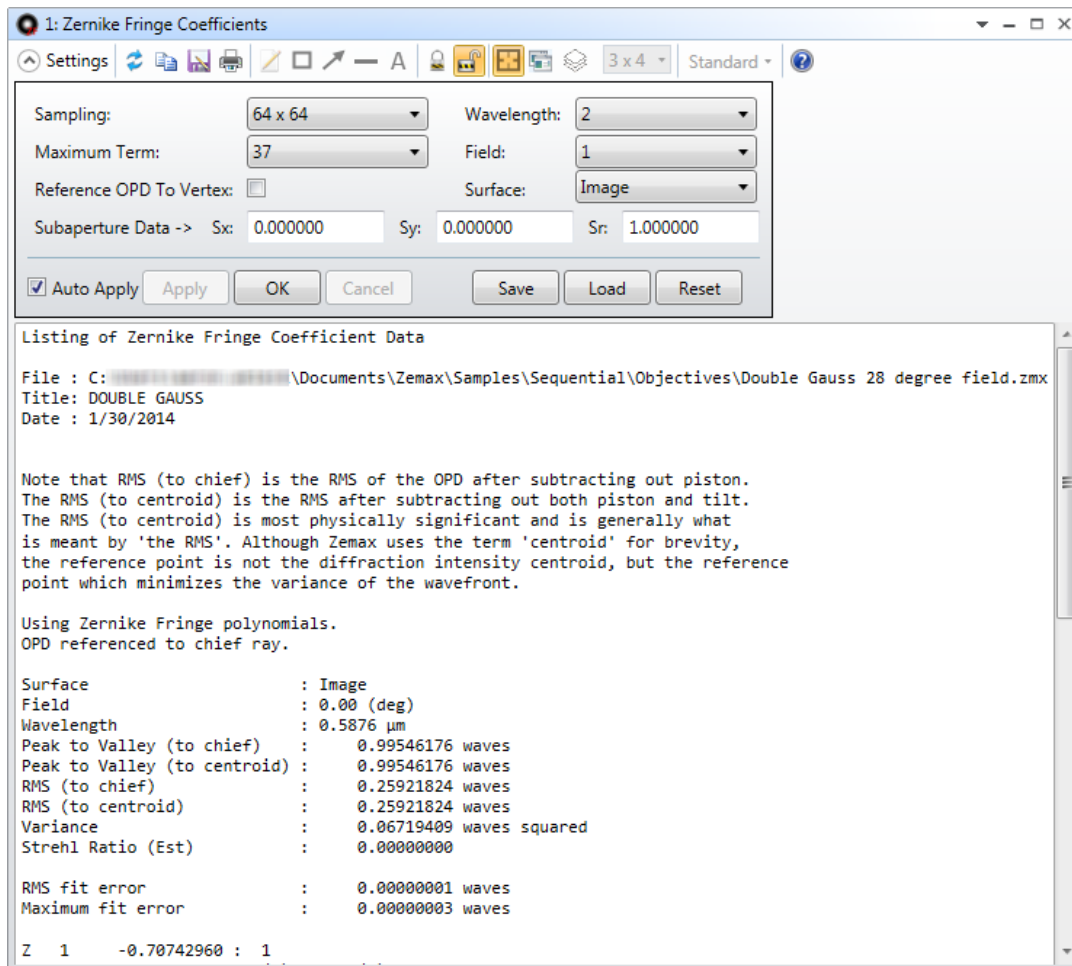 1: Zernike Fringe Coefficients
Settings A 3 x 4 Standard
Sampling: 64 x 64 Wavelength: 2
Maximum Term: 37 Field: 1
Reference OPD To Vertex: Surface: Image
Subaperture Data -> Sx: 0.000000 Sy: 0.000000 Sr: 1.000000
Auto Apply Apply OK Cancel Save Load Reset
Listing of Zernike Fringe Coefficient Data
File : C: \Documents\Zemax\Samples\Sequential\Objectives\Double Gauss 28 degree field.zmx
Title: DOUBLE GAUSS
Date : 1/30/2014
Note that RMS (to chief) is the RMS of the OPD after subtracting out piston.
The RMS (to centroid) is the RMS after subtracting out both piston and tilt.
The RMS (to centroid) is most physically significant and is generally what
is meant by 'the RMS'. Although Zemax uses the term 'centroid' for brevity,
the reference point is not the diffraction intensity centroid, but the reference
point which minimizes the variance of the wavefront.
Using Zernike Fringe polynomials.
OPD referenced to chief ray.
Surface : Image
Field : 0.00 (deg)
Wavelength : 0.5876 µm
Peak to Valley (to chief) : 0.99546176 waves
Peak to Valley (to centroid) : 0.99546176 waves
RMS (to chief) : 0.25921824 waves
RMS (to centroid) : 0.25921824 waves
Variance : 0.06719409 waves squared
Strehl Ratio (Est) : 0.00000000
RMS fit error : 0.00000001 waves
Maximum fit error : 0.00000003 waves
Z 1 -0.70742960 : 1